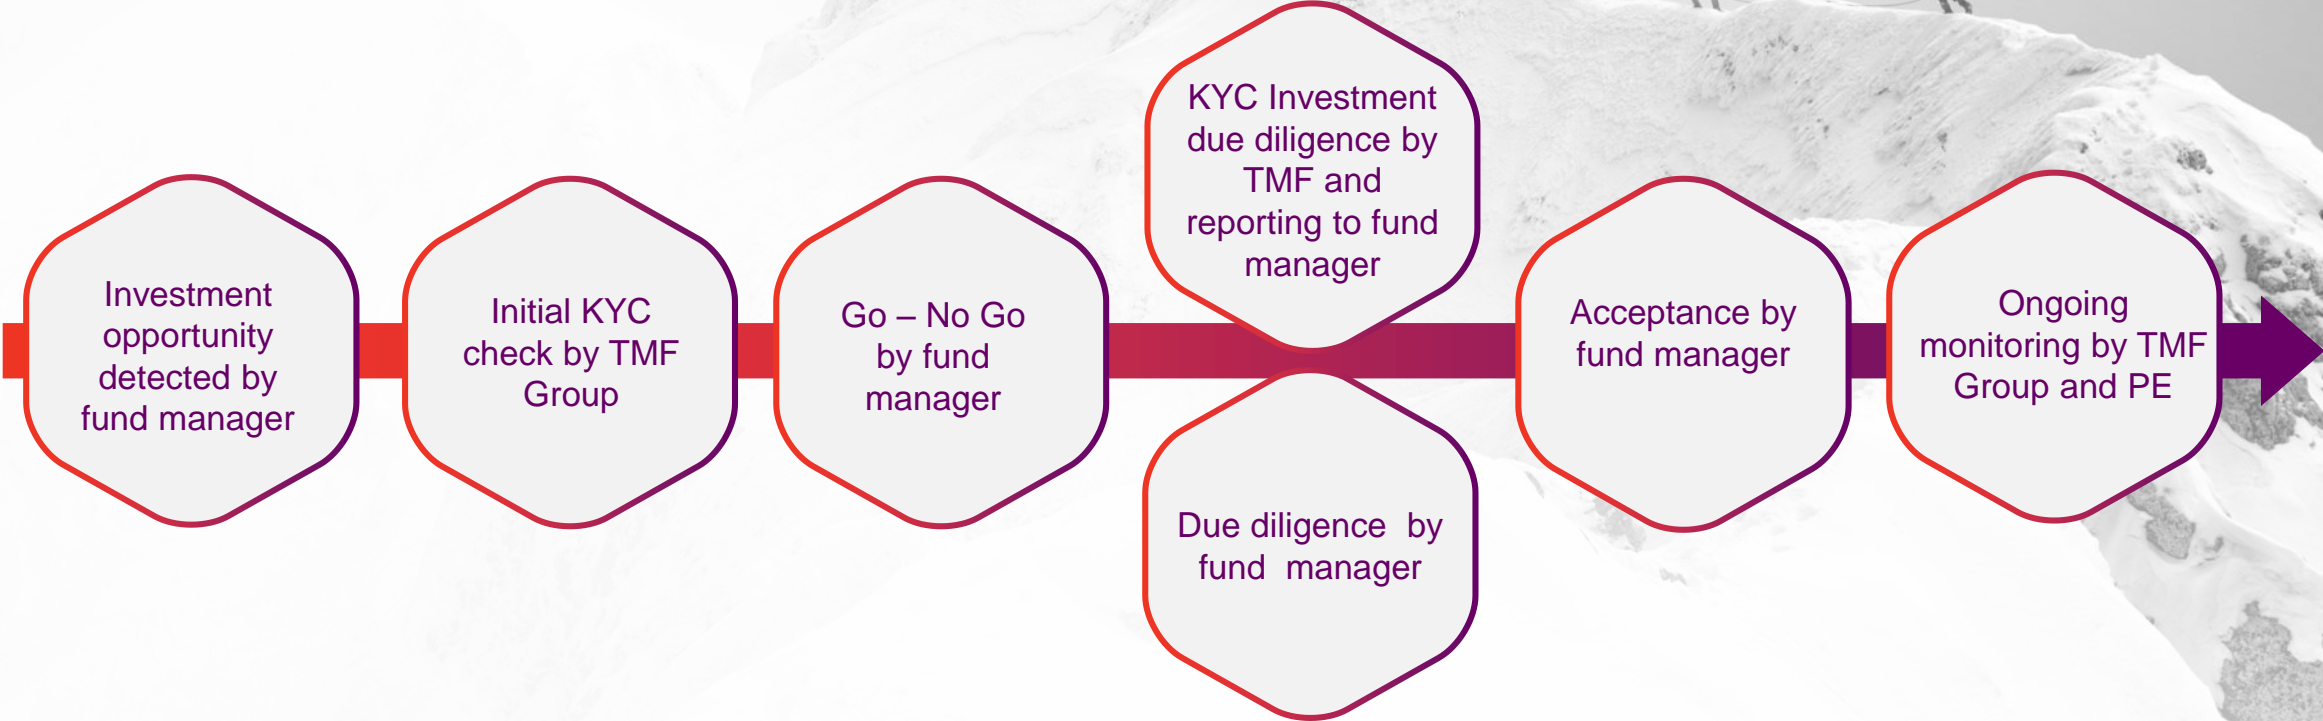 Investment
opportunity
detected by
fund manager
Initial KYC
check by TMF
Group
Go – No Go
by fund
manager
KYC Investment
due diligence by
TMF and
reporting to fund
manager
Due diligence  by
fund  manager
Acceptance by
fund manager
Ongoing
monitoring by TMF
Group and PE